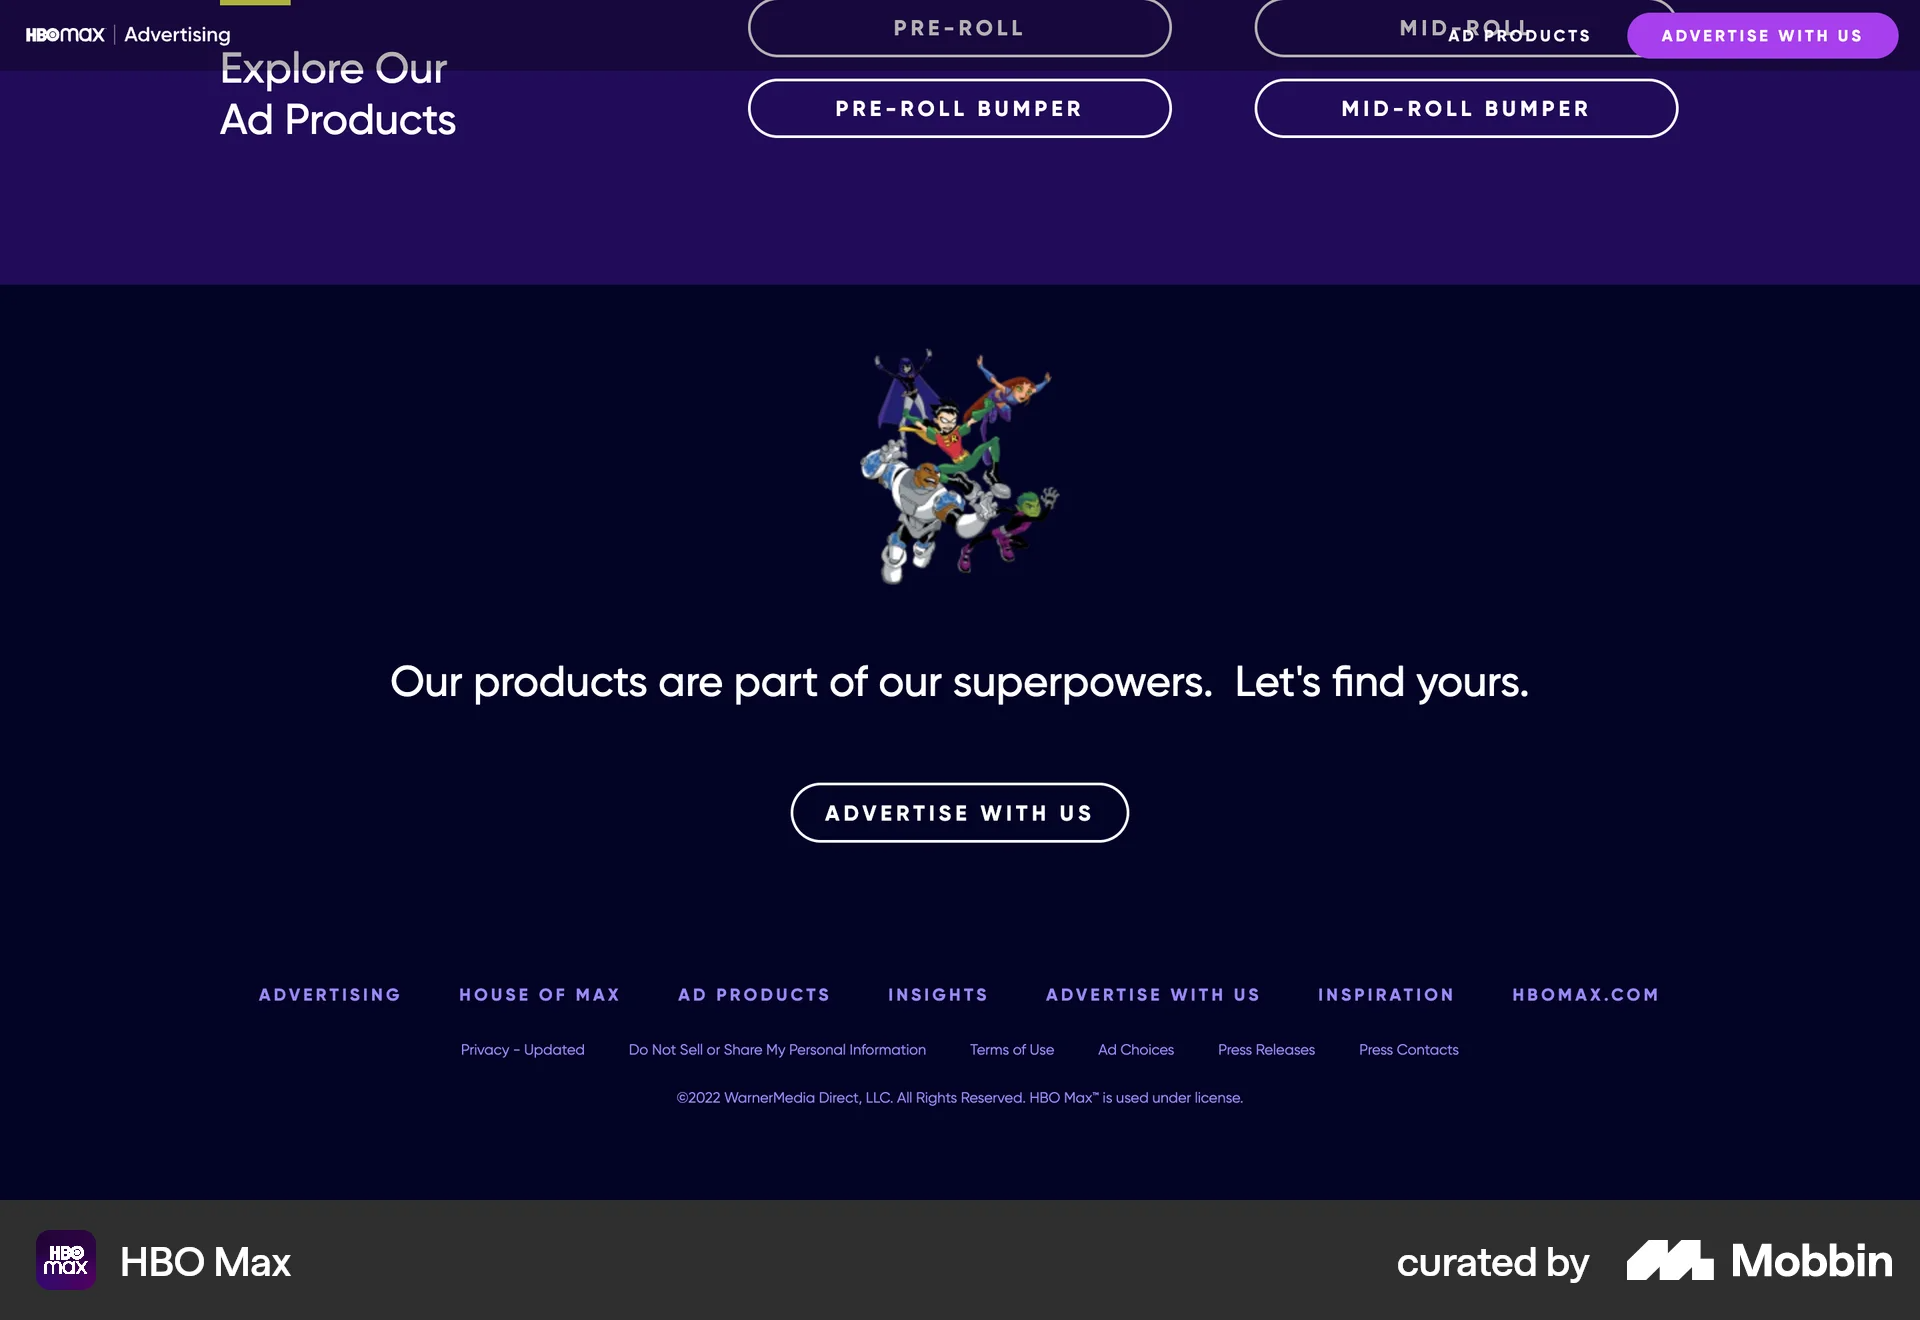 HBOmax | Advertising
AD PRODUCTS
ADVERTISE WITH US
Explore Our
Ad Products
PRE-ROLL
MID-ROLL
PRE-ROLL BUMPER
MID-ROLL BUMPER
R
Our products are part of our superpowers.  Let's find yours.
ADVERTISE WITH US
ADVERTISING
HOUSE OF MAX
AD PRODUCTS
INSIGHTS
ADVERTISE WITH US
INSPIRATION
HBOMAX.COM
Privacy - Updated
Do Not Sell or Share My Personal Information
Terms of Use
Ad Choices
Press Releases
Press Contacts
©2022 WarnerMedia Direct, LLC. All Rights Reserved. HBO Max™ is used under license.
HBO
max
HBO Max
curated by
Mobbin